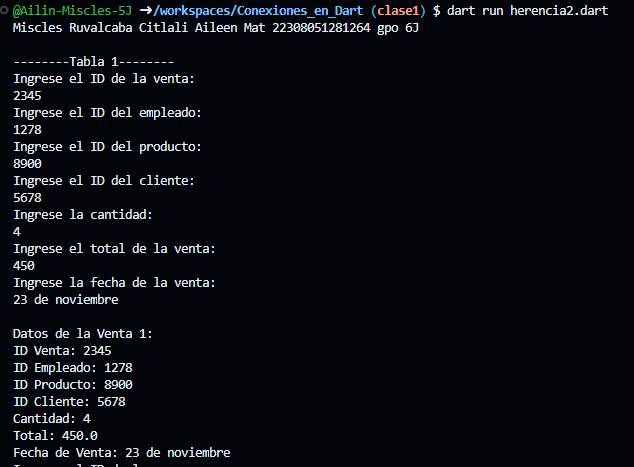 @Ailin-Miscles-5J ➜/workspaces/Conexiones_en_Dart (clase1) $ dart run herencia2.dart
Miscles Ruvalcaba Citlali Aileen Mat 22308051281264 gpo 6J
--------Tabla 1--------
Ingrese el ID de la venta:
2345
Ingrese el ID del empleado:
1278
Ingrese el ID del producto:
8900
Ingrese el ID del cliente:
5678
Ingrese la cantidad:
4
Ingrese el total de la venta:
450
Ingrese la fecha de la venta:
23 de noviembre
Datos de la Venta 1:
ID Venta: 2345
ID Empleado: 1278
ID Producto: 8900
ID Cliente: 5678
Cantidad: 4
Total: 450.0
Fecha de Venta: 23 de noviembre